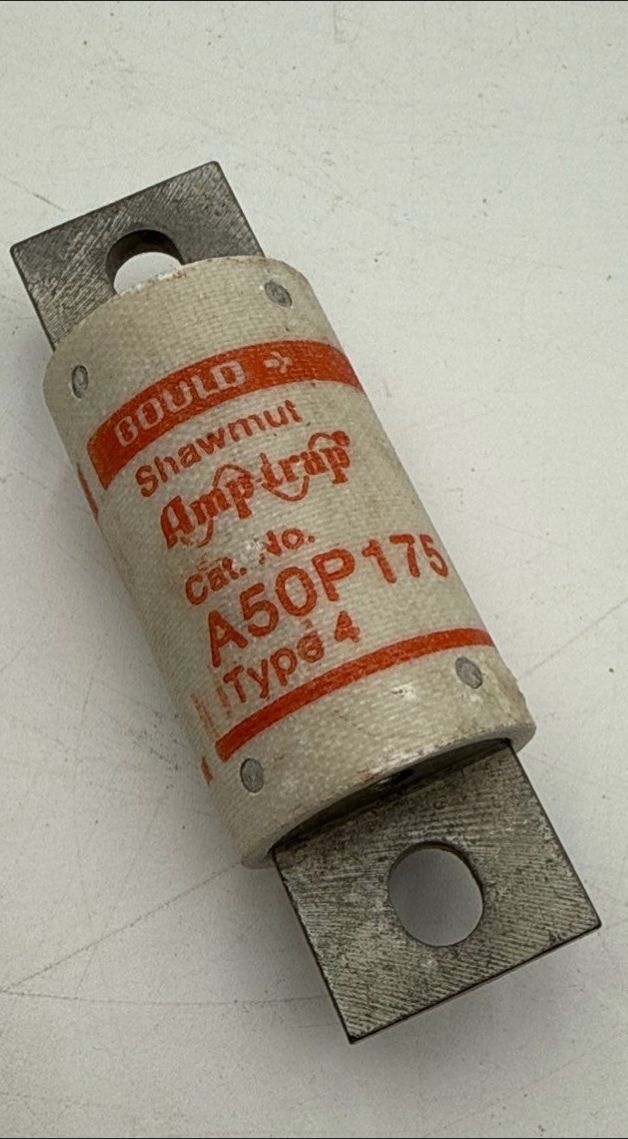 GOULD
Shawmut
Amp-trap®
Cat. No.
A50P175
Type 4